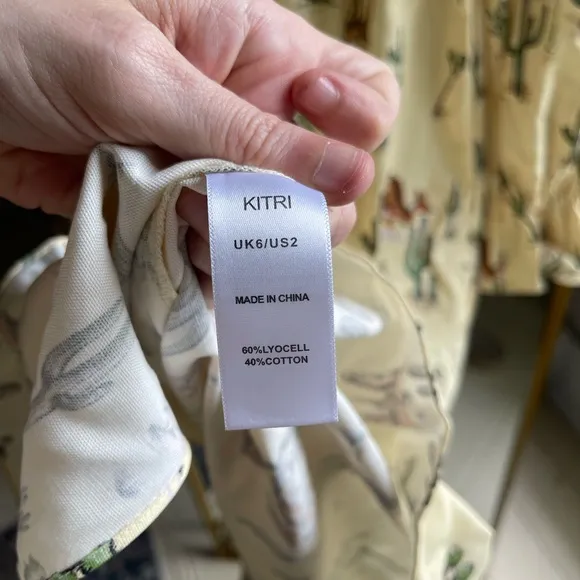 KITRI
UK6/US2
MADE IN CHINA
60%LYOCELL
40%COTTON